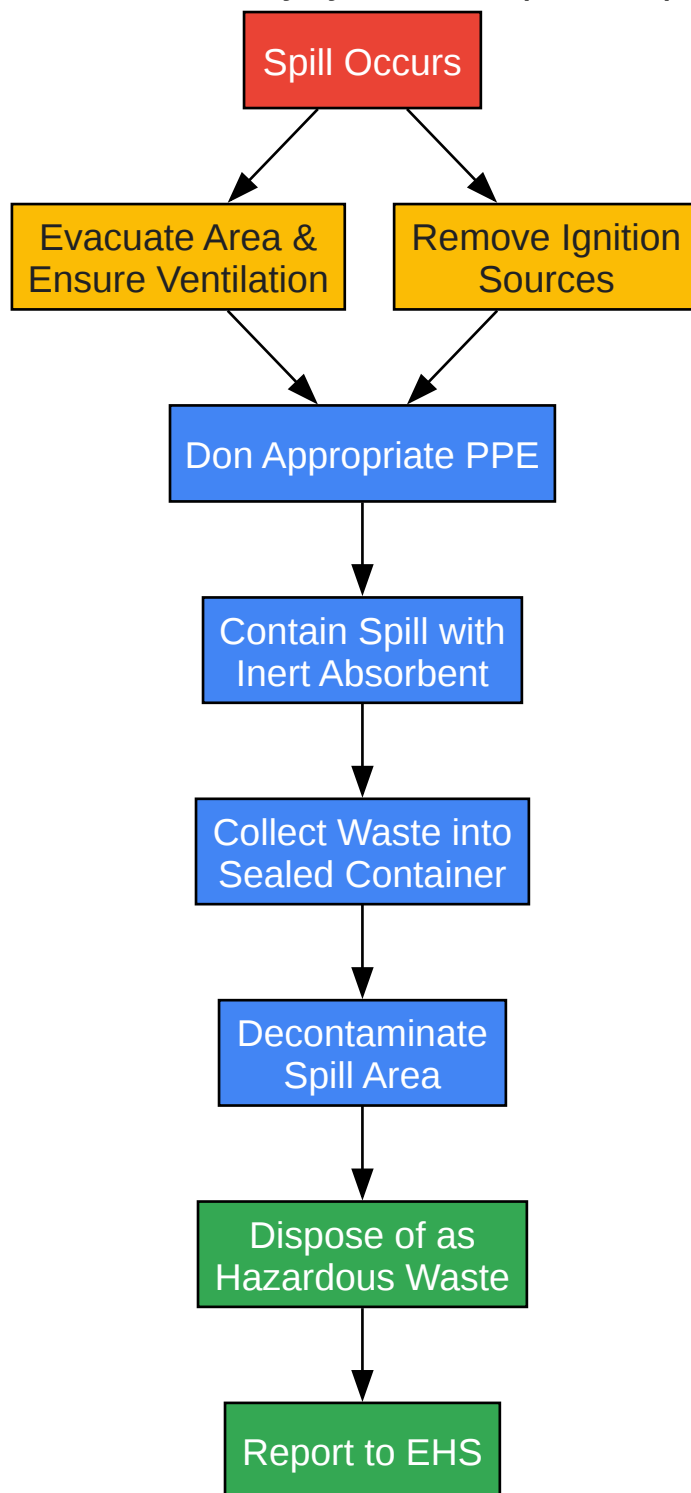 Spill Occurs
Evacuate Area &
Ensure Ventilation
Remove Ignition
Sources
Don Appropriate PPE
Contain Spill with
Inert Absorbent
Collect Waste into
Sealed Container
Decontaminate
Spill Area
Dispose of as
Hazardous Waste
Report to EHS